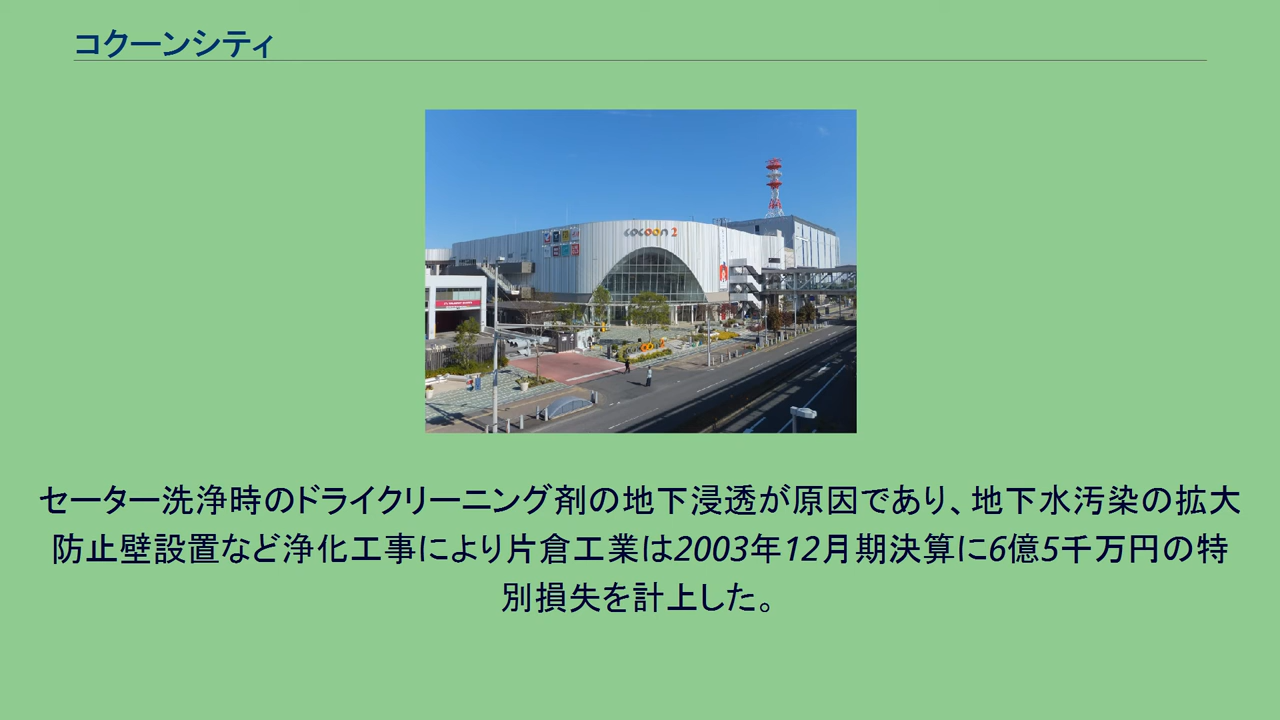 コクーンシティ
cocoon 2
セーター洗浄時のドライクリーニング剤の地下浸透が原因であり、地下水汚染の拡大
防止壁設置など浄化工事により片倉工業は2003年12月期決算に6億5千万円の特
別損失を計上した。